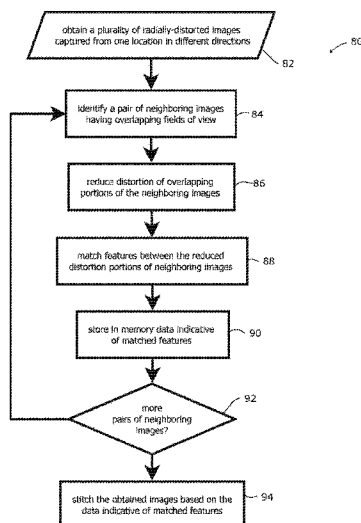 obtain a plurality of radially-distorted images
captured from one location in different directions
80
82
identify a pair of neighboring images
having overlapping fields of view
84
reduce distortion of overlapping
portions of the neighboring images
86
match features between the reduced
distortion portions of neighboring images
88
store in memory data indicative
of matched features
90
more
pairs of neighboring
images?
92
stitch the obtained images based on the
data indicative of matched features
94